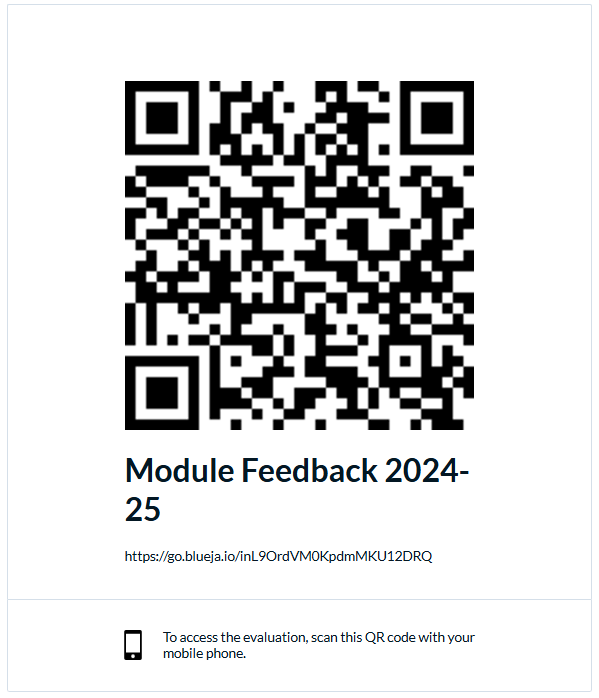 Module Feedback 2024-
25
https://go.blueja.io/inL9OrdVM0KpdmMKU12DRQ
To access the evaluation, scan this QR code with your
mobile phone.